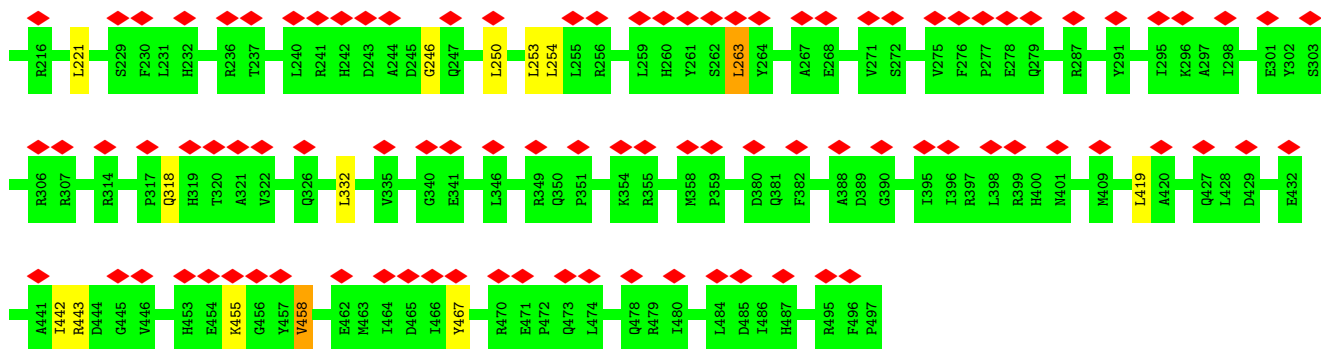 R216 L221 S229 F230 L231 H232 R236 T237 L240 R241 H242 D243 A244 D245 G246 Q247 L250 L253 L254 L255 R256 L259 H260 Y261 S262 L263 Y264 A267 E268 V271 S272 V275 F276 P277 E278 Q279 R287 Y291 I295 K296 A297 I298 E301 Y302 S303
R306 R307 R314 P317 Q318 H319 T320 A321 V322 Q326 L332 V335 G340 E341 L346 R349 Q350 P351 K354 R355 M358 P359 D380 Q381 F382 A388 D389 G390 I395 I396 R397 L398 R399 H400 N401 M409 L419 A420 Q427 L428 D429 E432
A441 I442 R443 D444 G445 V446 H453 E454 K455 G456 Y457 V458 E462 M463 I464 D465 I466 Y467 R470 E471 P472 Q473 L474 Q478 R479 I480 L484 D485 I486 H487 R495 F496 P497